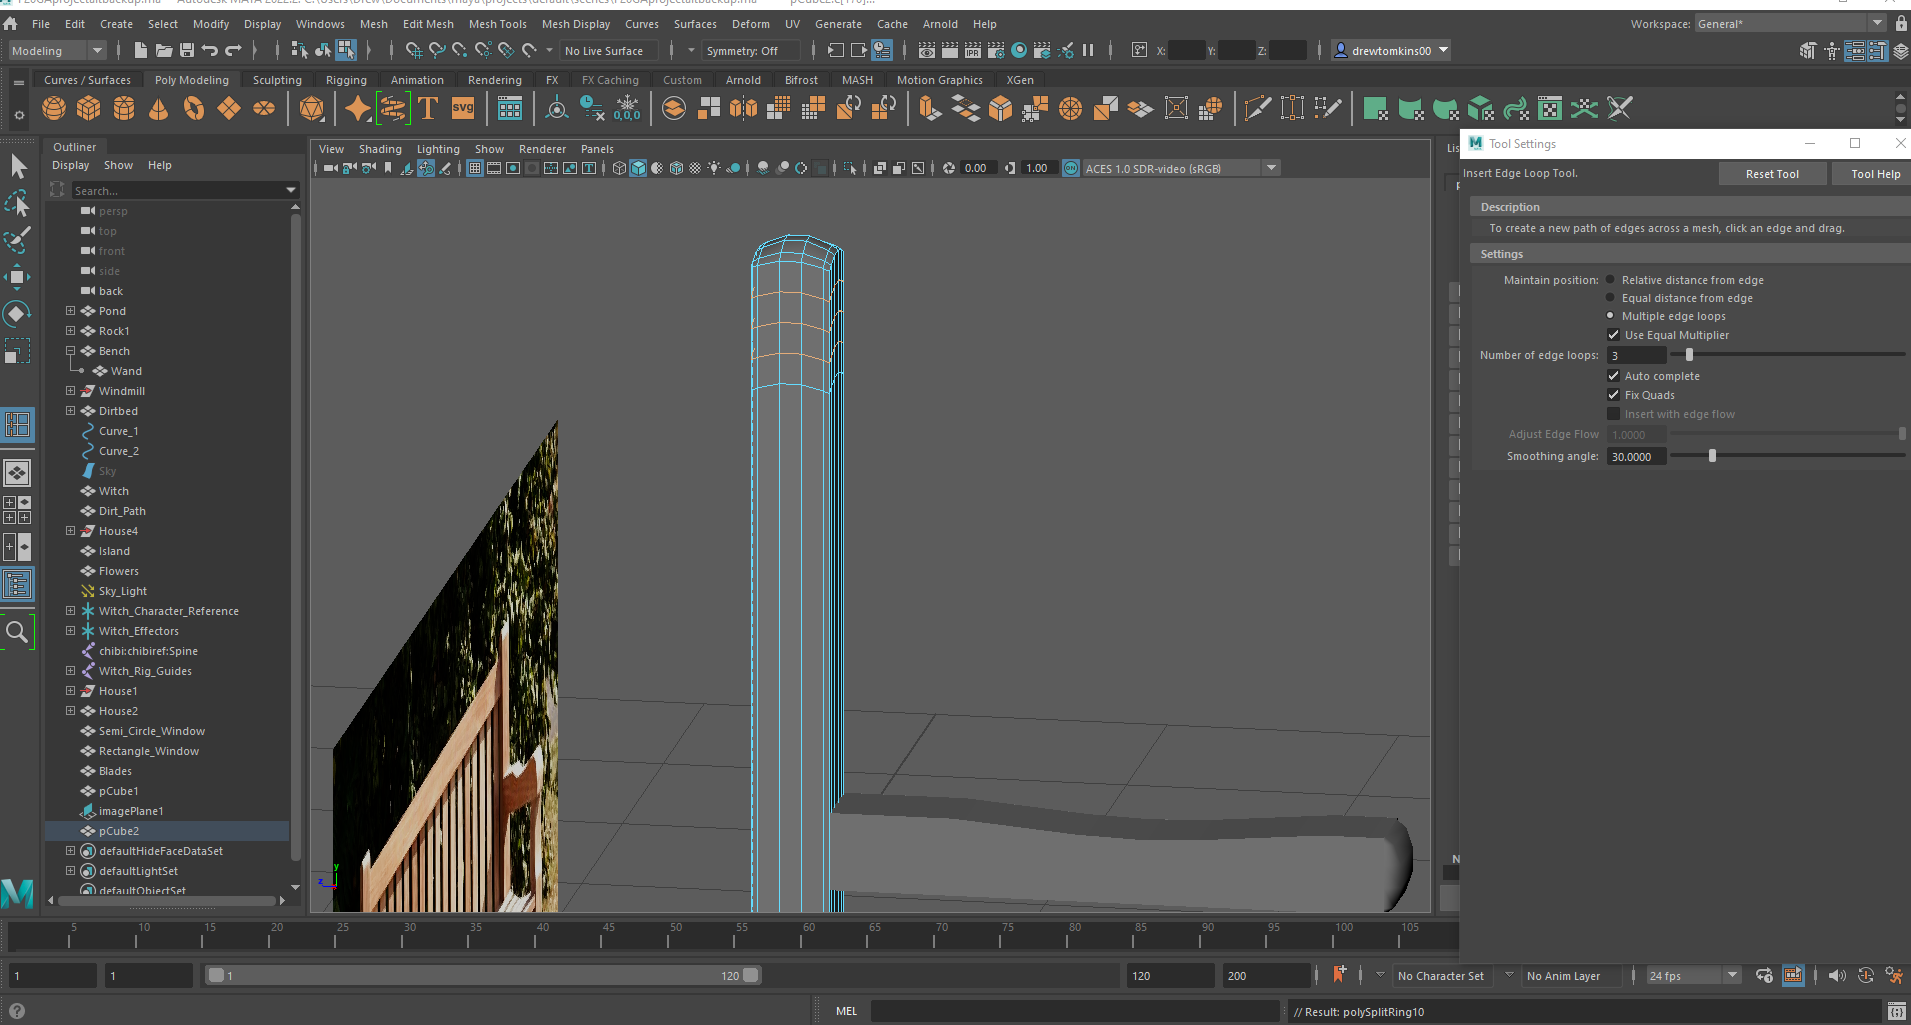 File Edit Create Select Modify Display Windows Mesh Edit Mesh Mesh Tools Mesh Display Curves Surfaces Deform UV Generate Cache Arnold Help
Workspace: General*
Modeling
No Live Surface
Symmetry: Off
X: Y: Z:
drewtomkins00
Curves / Surfaces Poly Modeling Sculpting Rigging Animation Rendering FX FX Caching Custom Arnold Bifrost MASH Motion Graphics XGen
T
svg
0,0,0
Outliner
Display Show Help
Search...
persp
top
front
side
back
Pond
Rock1
Bench
Wand
Windmill
Dirtbed
Curve_1
Curve_2
Sky
Witch
Dirt_Path
House4
Island
Flowers
Sky_Light
Witch_Character_Reference
Witch_Effectors
chibi:chibiref:Spine
Witch_Rig_Guides
House1
House2
Semi_Circle_Window
Rectangle_Window
Blades
pCube1
imagePlane1
pCube2
defaultHideFaceDataSet
defaultLightSet
defaultObjectSet
View Shading Lighting Show Renderer Panels
0.00
1.00
ON
ACES 1.0 SDR-video (sRGB)
y
z
Tool Settings
Insert Edge Loop Tool.
Reset Tool
Tool Help
Description
To create a new path of edges across a mesh, click an edge and drag.
Settings
Maintain position: Relative distance from edge
Equal distance from edge
Multiple edge loops
Use Equal Multiplier
Number of edge loops: 3
Auto complete
Fix Quads
Insert with edge flow
Adjust Edge Flow 1.0000
Smoothing angle: 30.0000
5 10 15 20 25 30 35 40 45 50 55 60 65 70 75 80 85 90 95 100 105
1
1
1
120
120
200
No Character Set
No Anim Layer
24 fps
MEL
// Result: polySplitRing10